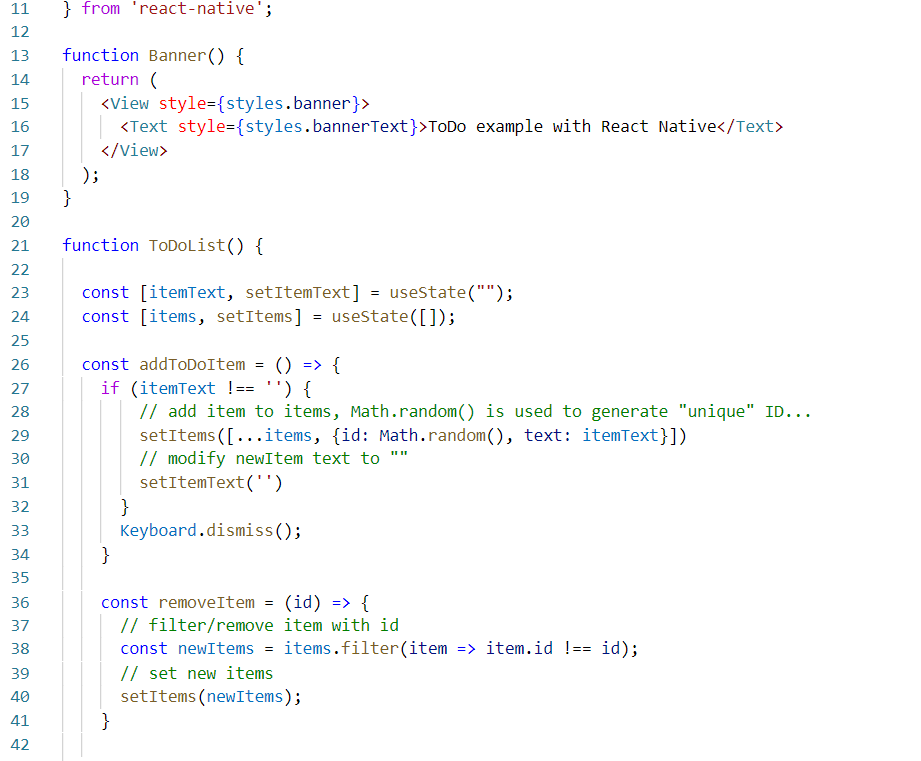 11 } from 'react-native';
12
13 function Banner() {
14   return (
15     <View style={styles.banner}>
16       <Text style={styles.bannerText}>ToDo example with React Native</Text>
17     </View>
18   );
19 }
20
21 function ToDoList() {
22
23   const [itemText, setItemText] = useState("");
24   const [items, setItems] = useState([]);
25
26   const addToDoItem = () => {
27     if (itemText !== '') {
28         // add item to items, Math.random() is used to generate "unique" ID...
29         setItems([...items, {id: Math.random(), text: itemText}])
30         // modify newItem text to ""
31         setItemText('')
32       }
33       Keyboard.dismiss();
34     }
35
36     const removeItem = (id) => {
37       // filter/remove item with id
38       const newItems = items.filter(item => item.id !== id);
39       // set new items
40       setItems(newItems);
41     }
42